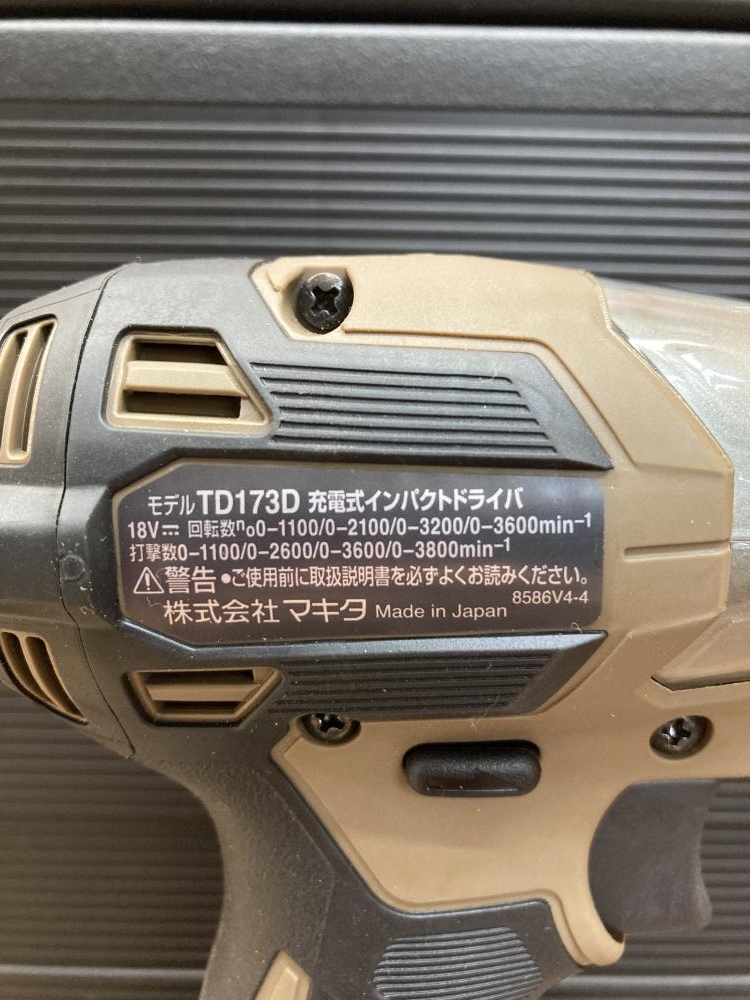 モデル TD173D 充電式インパクトドライバ
18V⎓ 回転数n₀0-1100/0-2100/0-3200/0-3600min⁻¹
打撃数0-1100/0-2600/0-3600/0-3800min⁻¹
⚠警告 ●ご使用前に取扱説明書を必ずよくお読みください。
8586V4-4
株式会社 マキタ Made in Japan